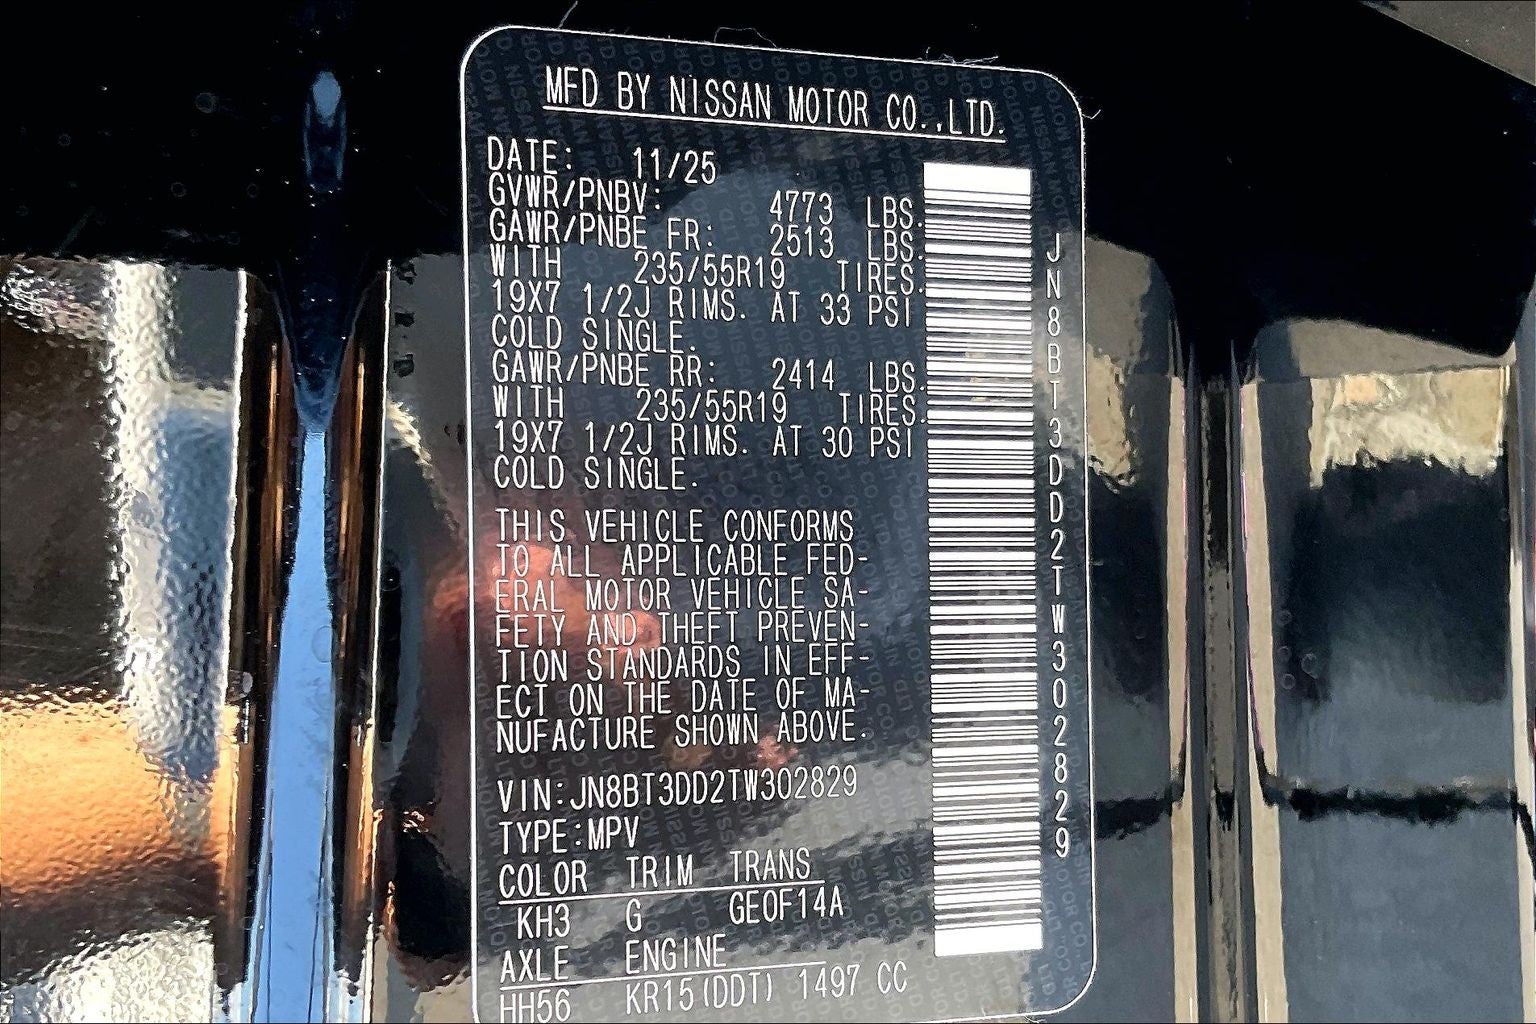 MFD BY NISSAN MOTOR CO.,LTD.
DATE: 11/25
GVWR/PNBV: 4773 LBS.
GAWR/PNBE FR: 2513 LBS.
WITH 235/55R19 TIRES.
19X7 1/2J RIMS. AT 33 PSI
COLD SINGLE.
GAWR/PNBE RR: 2414 LBS.
WITH 235/55R19 TIRES.
19X7 1/2J RIMS. AT 30 PSI
COLD SINGLE.
THIS VEHICLE CONFORMS
TO ALL APPLICABLE FED-
ERAL MOTOR VEHICLE SA-
FETY AND THEFT PREVEN-
TION STANDARDS IN EFF-
ECT ON THE DATE OF MA-
NUFACTURE SHOWN ABOVE.
VIN:JN8BT3DD2TW302829
TYPE:MPV
COLOR TRIM TRANS
KH3 G GE0F14A
AXLE ENGINE
HH56 KR15(DDT) 1497 CC
JN8BT3DD2TW302829